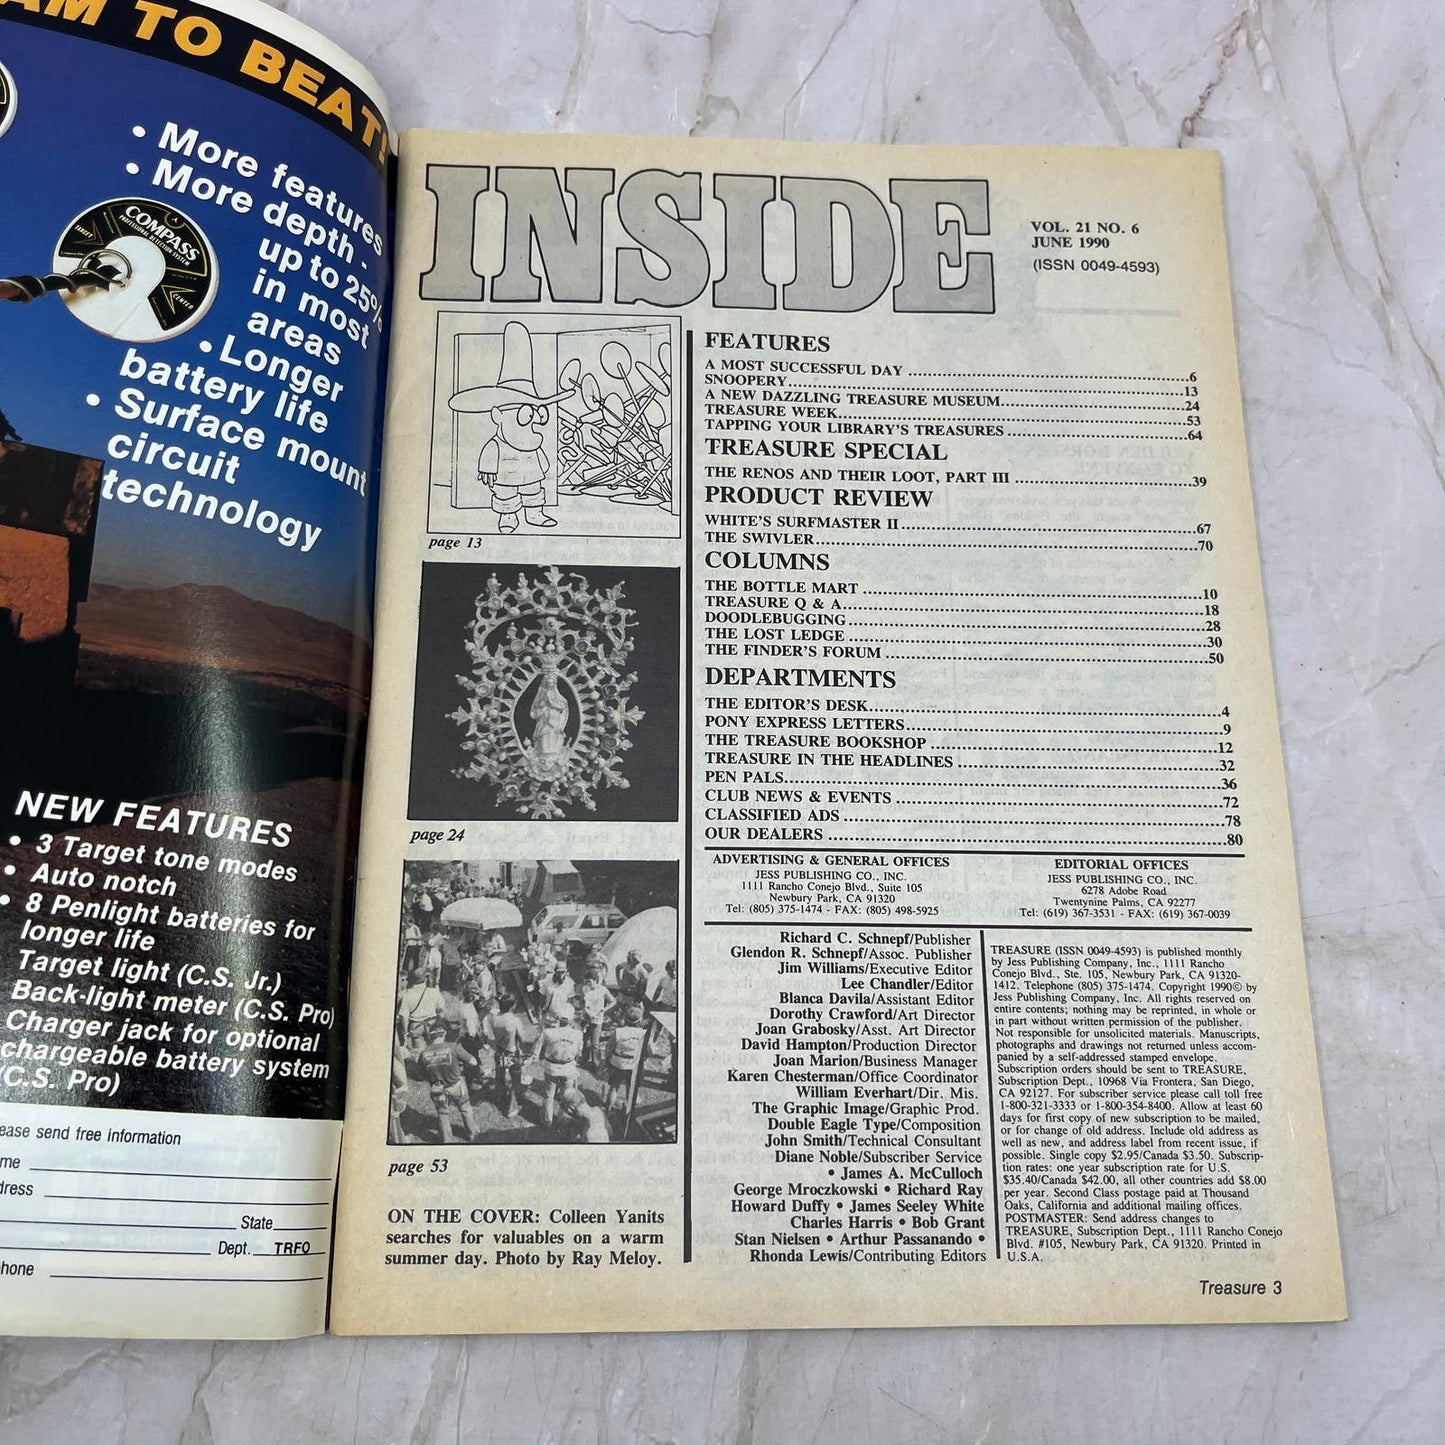 AM TO BEAT!
• More features
• More depth -
up to 25%
in most
areas
• Longer
battery life
• Surface mount
circuit
technology
COMPASS
PROFESSIONAL DETECTION SYSTEM
TARGET
CENTER
NEW FEATURES
• 3 Target tone modes
• Auto notch
• 8 Penlight batteries for
longer life
Target light (C.S. Jr.)
Back-light meter (C.S. Pro)
Charger jack for optional
chargeable battery system
(C.S. Pro)
ease send free information
me
dress
State
Dept. TRFO
hone
INSIDE
VOL. 21 NO. 6
JUNE 1990
(ISSN 0049-4593)
page 13
page 24
page 53
ON THE COVER: Colleen Yanits
searches for valuables on a warm
summer day. Photo by Ray Meloy.
FEATURES
A MOST SUCCESSFUL DAY ........ 6
SNOOPERY ........ 13
A NEW DAZZLING TREASURE MUSEUM ........ 24
TREASURE WEEK ........ 53
TAPPING YOUR LIBRARY'S TREASURES ........ 64
TREASURE SPECIAL
THE RENOS AND THEIR LOOT, PART III ........ 39
PRODUCT REVIEW
WHITE'S SURFMASTER II ........ 67
THE SWIVLER ........ 70
COLUMNS
THE BOTTLE MART ........ 10
TREASURE Q & A ........ 18
DOODLEBUGGING ........ 28
THE LOST LEDGE ........ 30
THE FINDER'S FORUM ........ 50
DEPARTMENTS
THE EDITOR'S DESK ........ 4
PONY EXPRESS LETTERS ........ 9
THE TREASURE BOOKSHOP ........ 12
TREASURE IN THE HEADLINES ........ 32
PEN PALS ........ 36
CLUB NEWS & EVENTS ........ 72
CLASSIFIED ADS ........ 78
OUR DEALERS ........ 80
ADVERTISING & GENERAL OFFICES
JESS PUBLISHING CO., INC.
1111 Rancho Conejo Blvd., Suite 105
Newbury Park, CA 91320
Tel: (805) 375-1474 - FAX: (805) 498-5925
EDITORIAL OFFICES
JESS PUBLISHING CO., INC.
6278 Adobe Road
Twentynine Palms, CA 92277
Tel: (619) 367-3531 - FAX: (619) 367-0039
Richard C. Schnepf/Publisher
Glendon R. Schnepf/Assoc. Publisher
Jim Williams/Executive Editor
Lee Chandler/Editor
Blanca Davila/Assistant Editor
Dorothy Crawford/Art Director
Joan Grabosky/Asst. Art Director
David Hampton/Production Director
Joan Marion/Business Manager
Karen Chesterman/Office Coordinator
William Everhart/Dir. Mis.
The Graphic Image/Graphic Prod.
Double Eagle Type/Composition
John Smith/Technical Consultant
Diane Noble/Subscriber Service
• James A. McCulloch
George Mroczkowski • Richard Ray
Howard Duffy • James Seeley White
Charles Harris • Bob Grant
Stan Nielsen • Arthur Passanando •
Rhonda Lewis/Contributing Editors
TREASURE (ISSN 0049-4593) is published monthly
by Jess Publishing Company, Inc., 1111 Rancho
Conejo Blvd., Ste. 105, Newbury Park, CA 91320-
1412. Telephone (805) 375-1474. Copyright 1990© by
Jess Publishing Company, Inc. All rights reserved on
entire contents; nothing may be reprinted, in whole or
in part without written permission of the publisher.
Not responsible for unsolicited materials. Manuscripts,
photographs and drawings not returned unless accom-
panied by a self-addressed stamped envelope.
Subscription orders should be sent to TREASURE,
Subscription Dept., 10968 Via Frontera, San Diego,
CA 92127. For subscriber service please call toll free
1-800-321-3333 or 1-800-354-8400. Allow at least 60
days for first copy of new subscription to be mailed,
or for change of old address. Include old address as
well as new, and address label from recent issue, if
possible. Single copy $2.95/Canada $3.50. Subscrip-
tion rates: one year subscription rate for U.S.
$35.40/Canada $42.00, all other countries add $8.00
per year. Second Class postage paid at Thousand
Oaks, California and additional mailing offices.
POSTMASTER: Send address changes to
TREASURE, Subscription Dept., 1111 Rancho Conejo
Blvd. #105, Newbury Park, CA 91320. Printed in
U.S.A.
Treasure 3